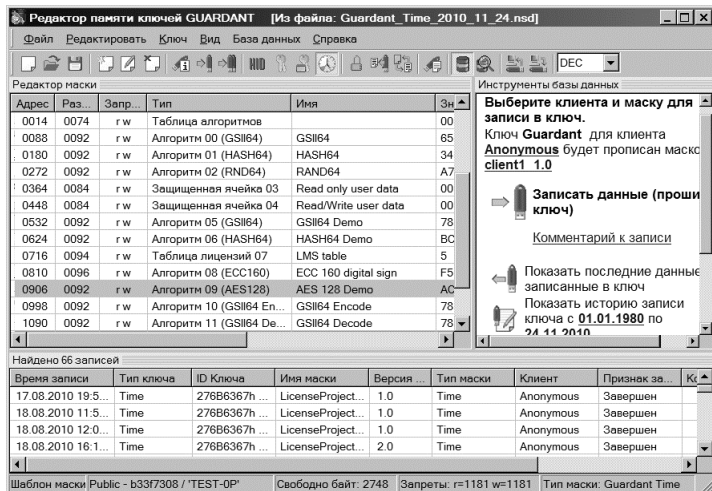 Редактор памяти ключей GUARDANT [Из файла: Guardant_Time_2010_11_24.nsd]
Файл Редактировать Ключ Вид База данных Справка
HID DEC
Редактор маски
Адрес Раз... Запр... Тип Имя Зн
0014 0074 r w Таблица алгоритмов 00
0088 0092 r w Алгоритм 00 (GSII64) GSII64 65
0180 0092 r w Алгоритм 01 (HASH64) HASH64 34
0272 0092 r w Алгоритм 02 (RND64) RAND64 A7
0364 0084 r w Защищенная ячейка 03 Read only user data 00
0448 0084 r w Защищенная ячейка 04 Read/Write user data 00
0532 0092 r w Алгоритм 05 (GSII64) GSII64 Demo 78
0624 0092 r w Алгоритм 06 (HASH64) HASH64 Demo BC
0716 0094 r w Таблица лицензий 07 LMS table 5
0810 0096 r w Алгоритм 08 (ECC160) ECC 160 digital sign F5
0906 0092 r w Алгоритм 09 (AES128) AES 128 Demo AC
0998 0092 r w Алгоритм 10 (GSII64 En... GSII64 Encode 78
1090 0092 r w Алгоритм 11 (GSII64 De... GSII64 Decode 78
Инструменты базы данных
Выберите клиента и маску для
записи в ключ.
Ключ Guardant для клиента
Anonymous будет прописан маско
client1 1.0
Записать данные (проши
ключ)
Комментарий к записи
Показать последние данные
записанные в ключ
Показать историю записи
ключа с 01.01.1980 по
24.11.2010
Найдено 66 записей
Время записи Тип ключа ID Ключа Имя маски Версия ... Тип маски Клиент Признак за... Ко
17.08.2010 19:5... Time 276B6367h ... LicenseProject... 1.0 Time Anonymous Завершен
18.08.2010 11:5... Time 276B6367h ... LicenseProject... 1.0 Time Anonymous Завершен
18.08.2010 12:0... Time 276B6367h ... LicenseProject... 1.0 Time Anonymous Завершен
18.08.2010 16:1... Time 276B6367h ... LicenseProject... 2.0 Time Anonymous Завершен
Шаблон маски Public - b33f7308 / 'TEST-0P' Свободно байт: 2748 Запреты: r=1181 w=1181 Тип маски: Guardant Time